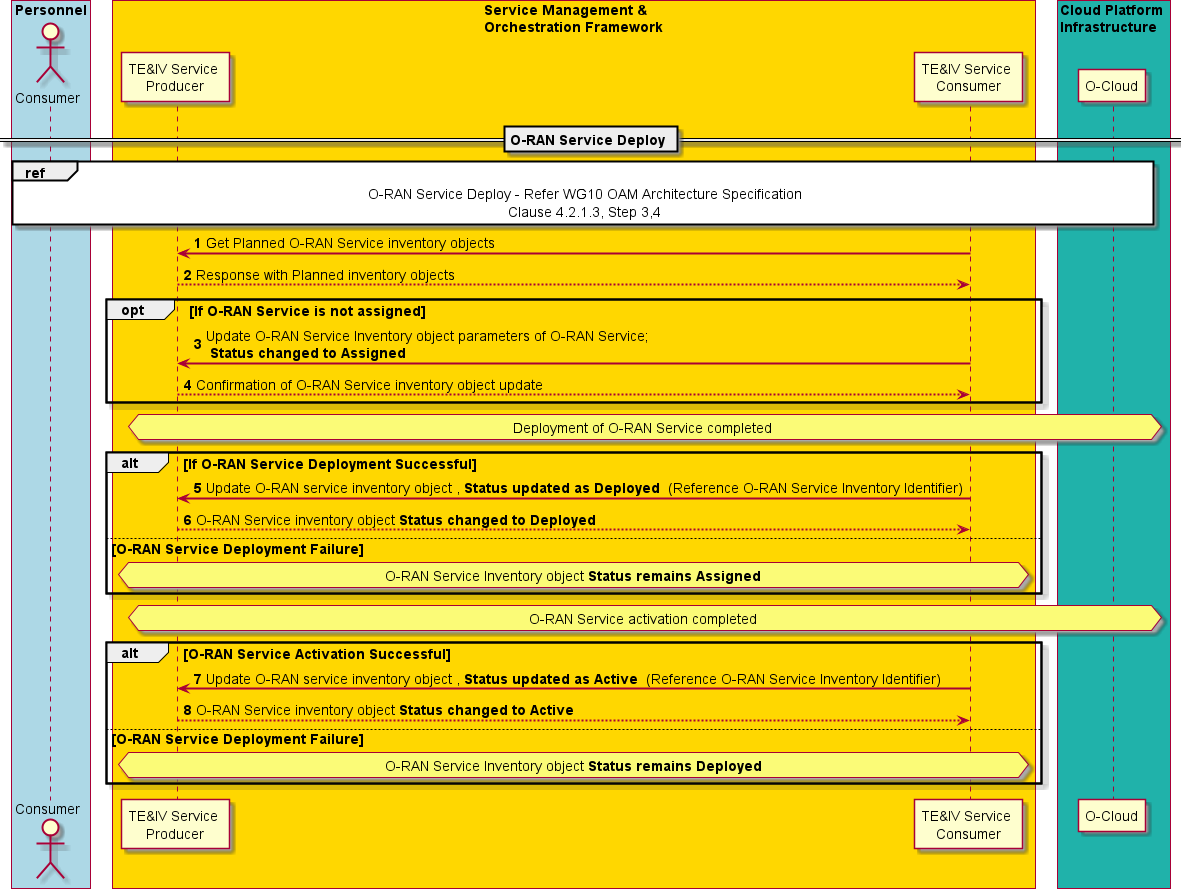 Personnel
Service Management &
Orchestration Framework
Cloud Platform
Infrastructure
Consumer
TE&IV Service
Producer
TE&IV Service
Consumer
O-Cloud
O-RAN Service Deploy
ref
O-RAN Service Deploy - Refer WG10 OAM Architecture Specification
Clause 4.2.1.3, Step 3,4
1 Get Planned O-RAN Service inventory objects
2 Response with Planned inventory objects
opt [If O-RAN Service is not assigned]
3 Update O-RAN Service Inventory object parameters of O-RAN Service;
Status changed to Assigned
4 Confirmation of O-RAN Service inventory object update
Deployment of O-RAN Service completed
alt [If O-RAN Service Deployment Successful]
5 Update O-RAN service inventory object , Status updated as Deployed (Reference O-RAN Service Inventory Identifier)
6 O-RAN Service inventory object Status changed to Deployed
[O-RAN Service Deployment Failure]
O-RAN Service Inventory object Status remains Assigned
O-RAN Service activation completed
alt [O-RAN Service Activation Successful]
7 Update O-RAN service inventory object , Status updated as Active (Reference O-RAN Service Inventory Identifier)
8 O-RAN Service inventory object Status changed to Active
[O-RAN Service Deployment Failure]
O-RAN Service Inventory object Status remains Deployed
Consumer
TE&IV Service
Producer
TE&IV Service
Consumer
O-Cloud